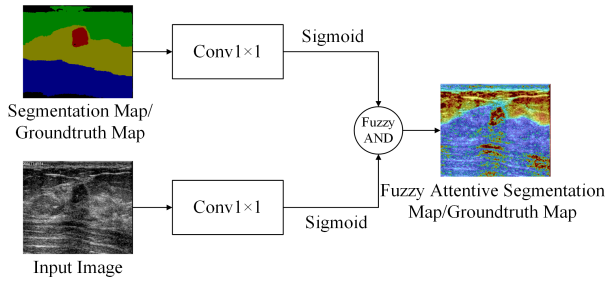 Sigmoid
Conv1×1
Segmentation Map/
Groundtruth Map
Fuzzy
AND
Conv1×1
Sigmoid
Input Image
Fuzzy Attentive Segmentation
Map/Groundtruth Map